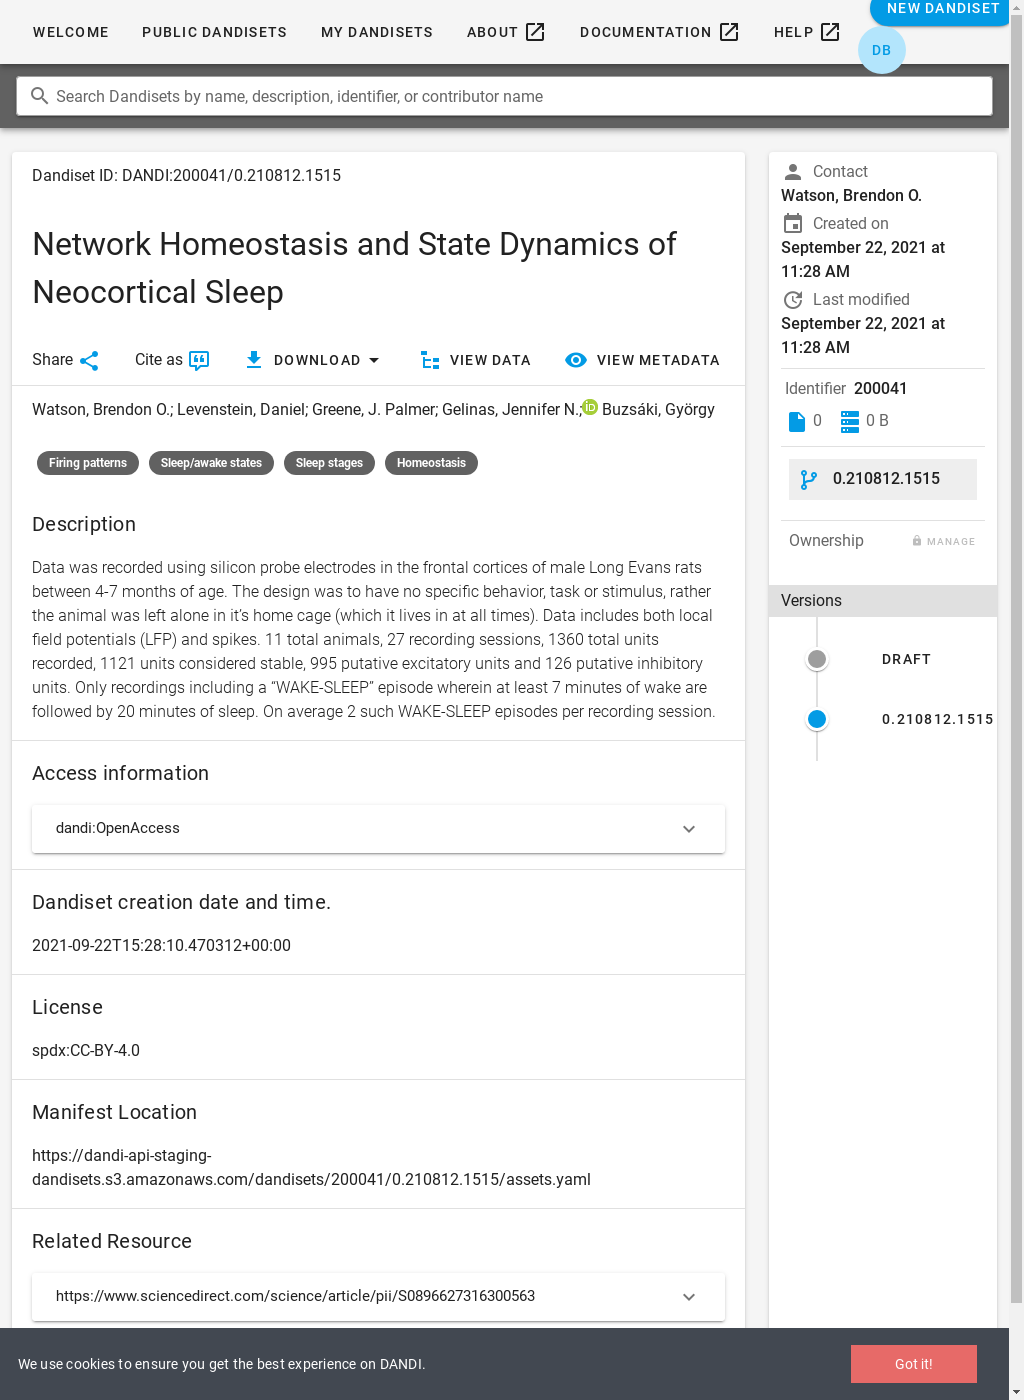 WELCOME
PUBLIC DANDISETS
MY DANDISETS
ABOUT
DOCUMENTATION
HELP
NEW DANDISET
DB
Search Dandisets by name, description, identifier, or contributor name
Dandiset ID: DANDI:200041/0.210812.1515
Network Homeostasis and State Dynamics of
Neocortical Sleep
Share
Cite as
DOWNLOAD
VIEW DATA
VIEW METADATA
Watson, Brendon O.; Levenstein, Daniel; Greene, J. Palmer; Gelinas, Jennifer N.; iD Buzsáki, György
Firing patterns
Sleep/awake states
Sleep stages
Homeostasis
Description
Data was recorded using silicon probe electrodes in the frontal cortices of male Long Evans rats
between 4-7 months of age. The design was to have no specific behavior, task or stimulus, rather
the animal was left alone in it’s home cage (which it lives in at all times). Data includes both local
field potentials (LFP) and spikes. 11 total animals, 27 recording sessions, 1360 total units
recorded, 1121 units considered stable, 995 putative excitatory units and 126 putative inhibitory
units. Only recordings including a “WAKE-SLEEP” episode wherein at least 7 minutes of wake are
followed by 20 minutes of sleep. On average 2 such WAKE-SLEEP episodes per recording session.
Access information
dandi:OpenAccess
Dandiset creation date and time.
2021-09-22T15:28:10.470312+00:00
License
spdx:CC-BY-4.0
Manifest Location
https://dandi-api-staging-
dandisets.s3.amazonaws.com/dandisets/200041/0.210812.1515/assets.yaml
Related Resource
https://www.sciencedirect.com/science/article/pii/S0896627316300563
Contact
Watson, Brendon O.
Created on
September 22, 2021 at
11:28 AM
Last modified
September 22, 2021 at
11:28 AM
Identifier 200041
0
0 B
0.210812.1515
Ownership
MANAGE
Versions
DRAFT
0.210812.1515
We use cookies to ensure you get the best experience on DANDI.
Got it!